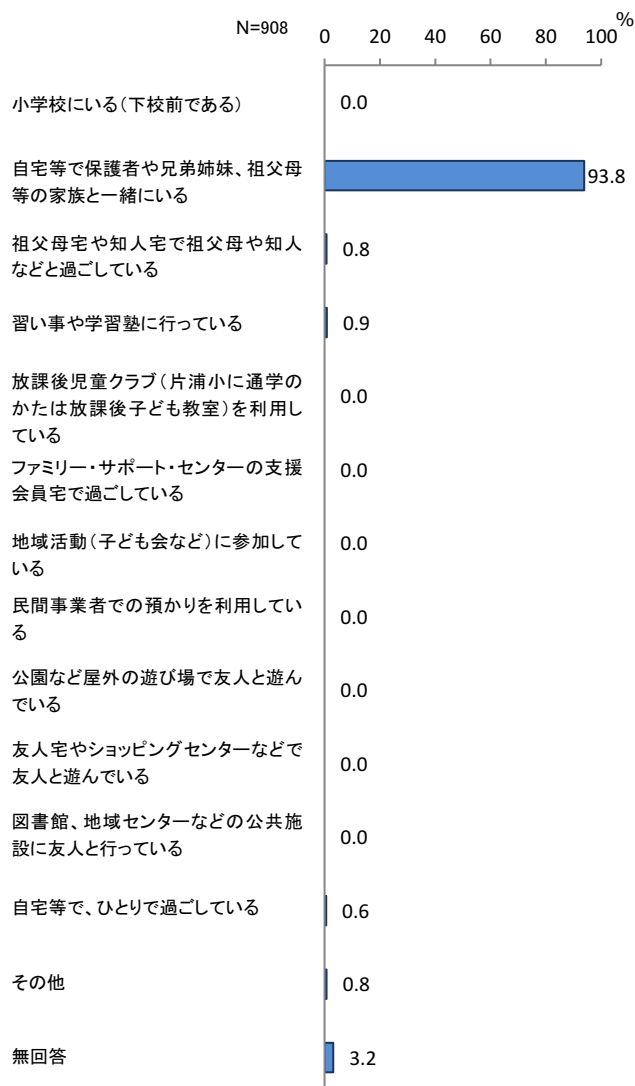 %
N=908
0 20 40 60 80 100
小学校にいる(下校前である)
0.0
自宅等で保護者や兄弟姉妹、祖父母
等の家族と一緒にいる
93.8
祖父母宅や知人宅で祖父母や知人
などと過ごしている
0.8
習い事や学習塾に行っている
0.9
放課後児童クラブ(片浦小に通学の
かたは放課後子ども教室)を利用し
ている
0.0
ファミリー・サポート・センターの支援
会員宅で過ごしている
0.0
地域活動(子ども会など)に参加して
いる
0.0
民間事業者での預かりを利用してい
る
0.0
公園など屋外の遊び場で友人と遊ん
でいる
0.0
友人宅やショッピングセンターなどで
友人と遊んでいる
0.0
図書館、地域センターなどの公共施
設に友人と行っている
0.0
自宅等で、ひとりで過ごしている
0.6
その他
0.8
無回答
3.2